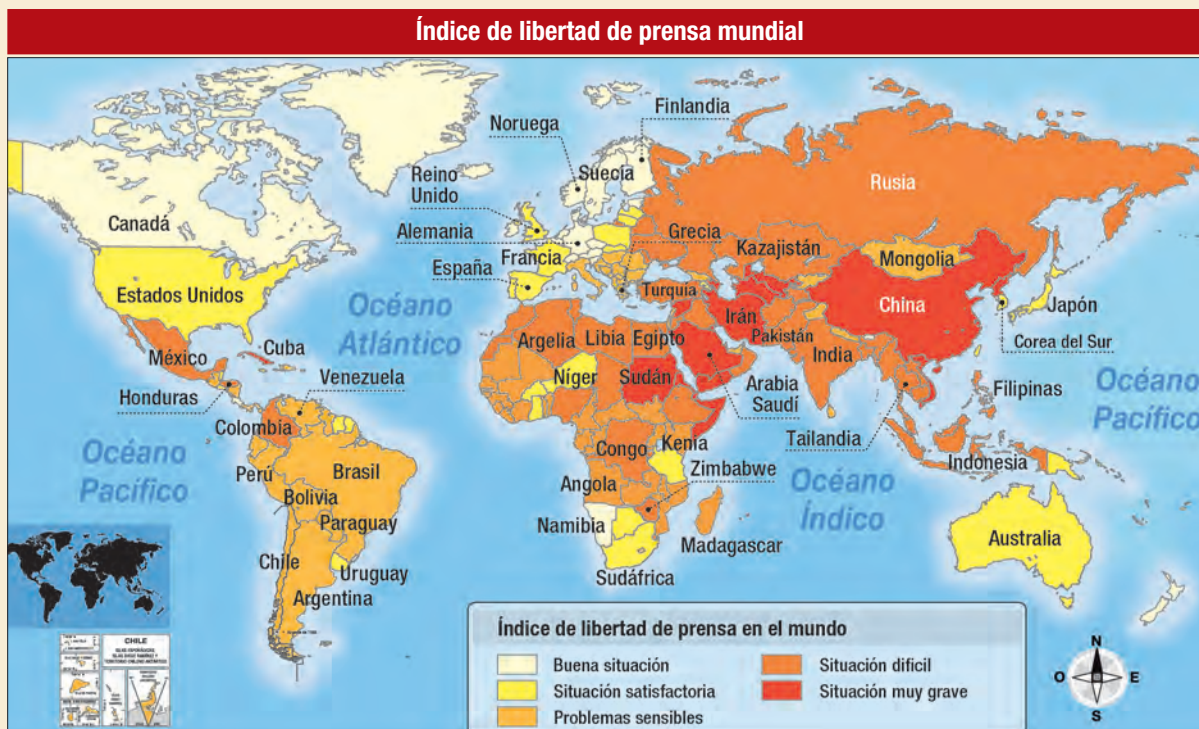 Índice de libertad de prensa mundial
Finlandia
Noruega
Suecia
Reino
Unido
Rusia
Canadá
Alemania
Grecia
Kazajistán
Francia
Mongolia
España
Turquía
Estados Unidos
China
Japón
Océano
Atlántico
Irán
Argelia
Libia
Egipto
Pakistán
Corea del Sur
México
Cuba
India
Venezuela
Níger
Sudán
Arabia
Saudí
Filipinas
Océano
Pacífico
Honduras
Colombia
Tailandia
Kenia
Congo
Océano
Pacífico
Perú
Brasil
Zimbabwe
Indonesia
Océano
Índico
Bolivia
Angola
Paraguay
Namibia
Madagascar
Australia
Chile
Uruguay
Sudáfrica
Argentina
CHILE
Índice de libertad de prensa en el mundo
Buena situación
Situación satisfactoria
Problemas sensibles
Situación dificil
Situación muy grave
N
O
E
S